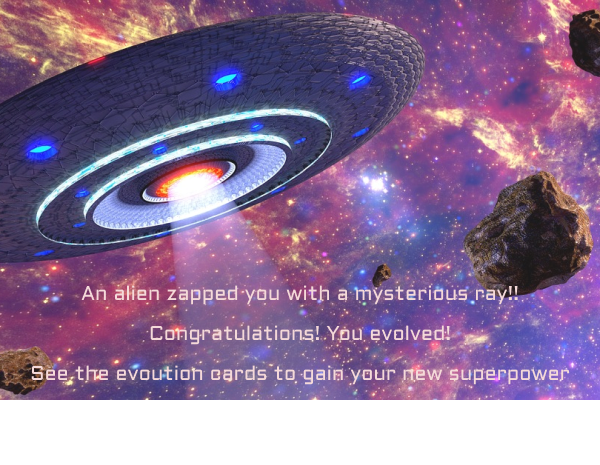 An alien zapped you with a mysterious ray!!
Congratulations! You evolved!
See the evoution cards to gain your new superpower